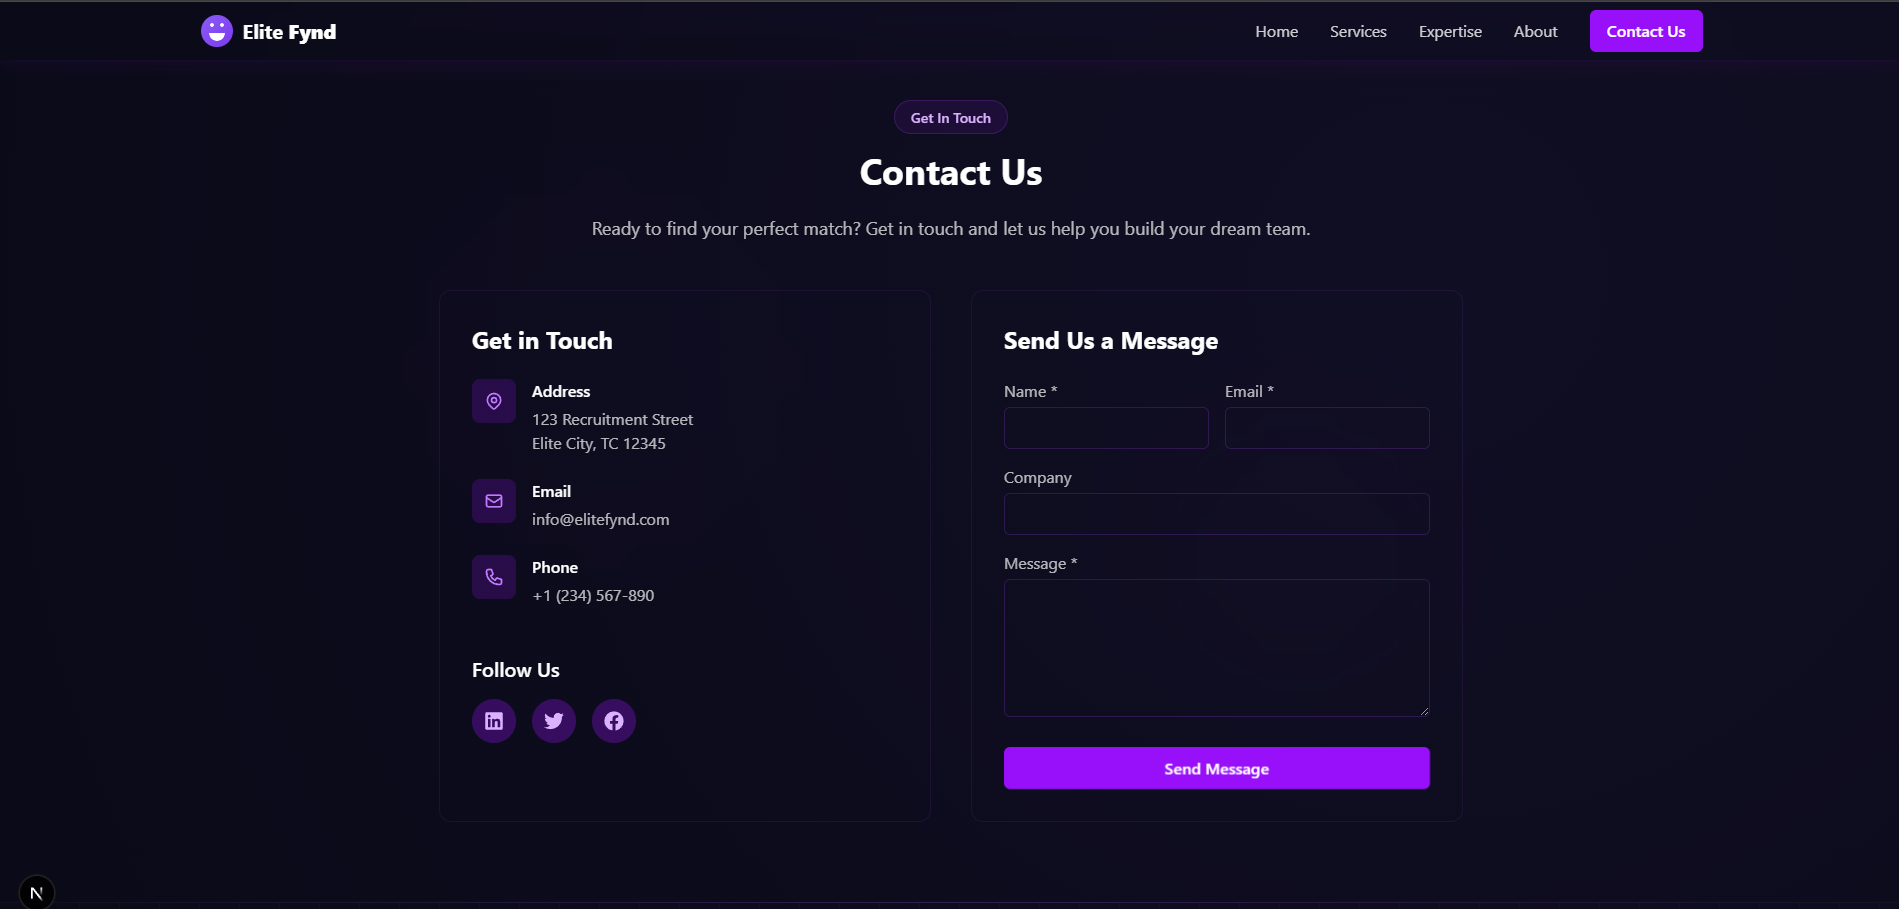 Elite Fynd
Home
Services
Expertise
About
Contact Us
Get In Touch
Contact Us
Ready to find your perfect match? Get in touch and let us help you build your dream team.
Get in Touch
Address
123 Recruitment Street
Elite City, TC 12345
Email
info@elitefynd.com
Phone
+1 (234) 567-890
Follow Us
Send Us a Message
Name *
Email *
Company
Message *
Send Message
N